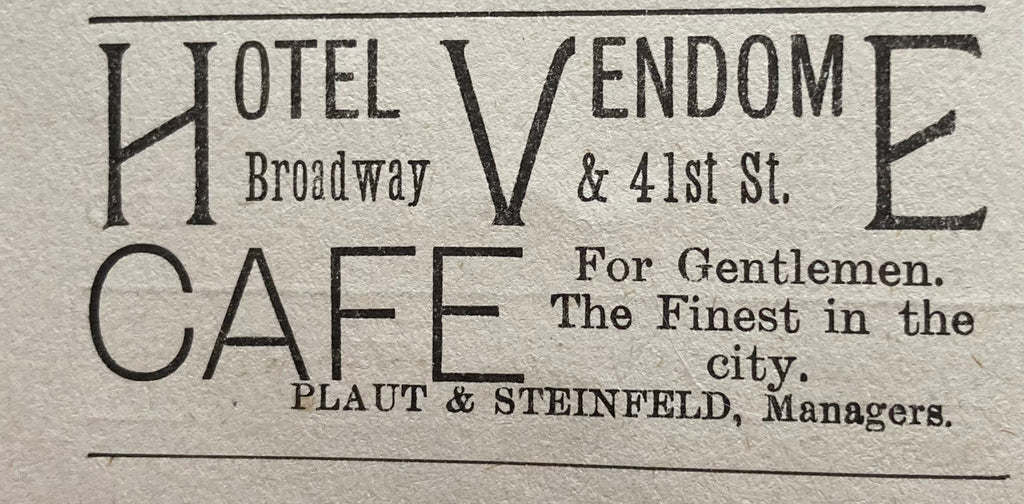 HOTEL VENDOME
Broadway & 41st St.
CAFE
For Gentlemen.
The Finest in the
city.
PLAUT & STEINFELD, Managers.